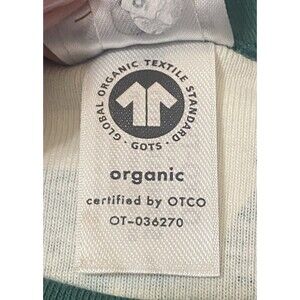 GLOBAL ORGANIC TEXTILE STANDARD
· GOTS ·
organic
certified by OTCO
OT-036270